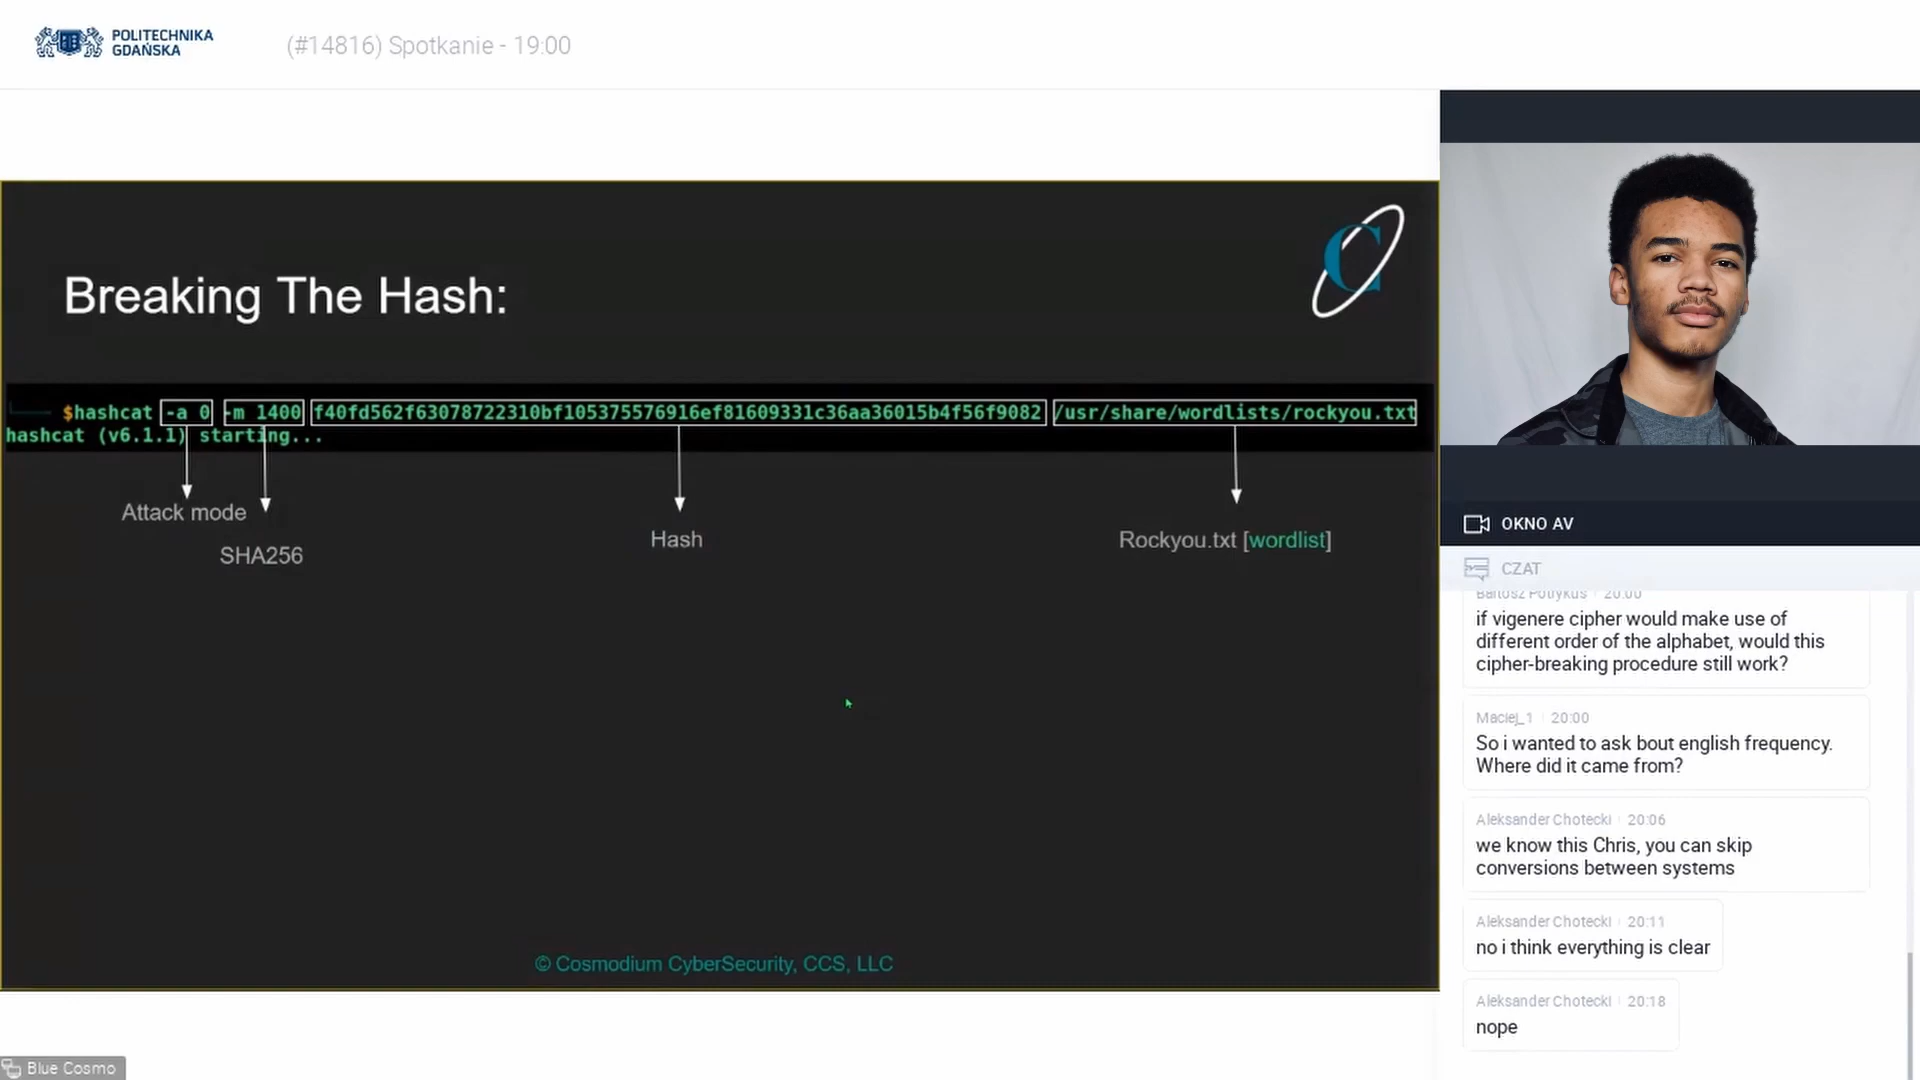 POLITECHNIKA
GDAŃSKA
(#14816) Spotkanie - 19:00
Breaking The Hash:
$hashcat -a 0 -m 1400 f40fd562f63078722310bf105375576916ef81609331c36aa36015b4f56f9082 /usr/share/wordlists/rockyou.txt
hashcat (v6.1.1) starting...
Attack mode
SHA256
Hash
Rockyou.txt [wordlist]
© Cosmodium CyberSecurity, CCS, LLC
Blue Cosmo
OKNO AV
CZAT
Bartosz Potrykus 20:00
if vigenere cipher would make use of
different order of the alphabet, would this
cipher-breaking procedure still work?
Maciej_1 20:00
So i wanted to ask bout english frequency.
Where did it came from?
Aleksander Chotecki 20:06
we know this Chris, you can skip
conversions between systems
Aleksander Chotecki 20:11
no i think everything is clear
Aleksander Chotecki 20:18
nope